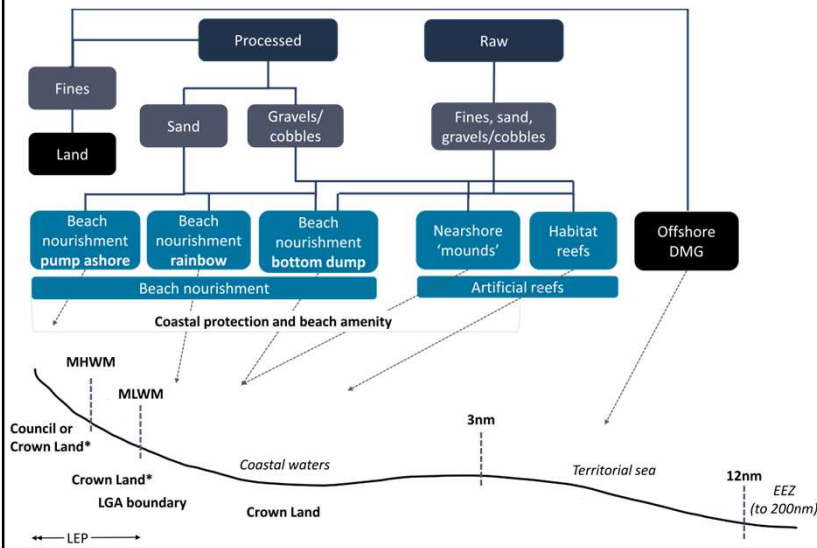 Processed
Raw
Fines
Sand
Gravels/
cobbles
Fines, sand,
gravels/cobbles
Land
Beach
nourishment
pump ashore
Beach
nourishment
rainbow
Beach
nourishment
bottom dump
Nearshore
‘mounds’
Habitat
reefs
Offshore
DMG
Beach nourishment
Artificial reefs
Coastal protection and beach amenity
MHWM
MLWM
3nm
Council or
Crown Land*
Coastal waters
Territorial sea
12nm
EEZ
(to 200nm)
Crown Land*
LGA boundary
Crown Land
LEP